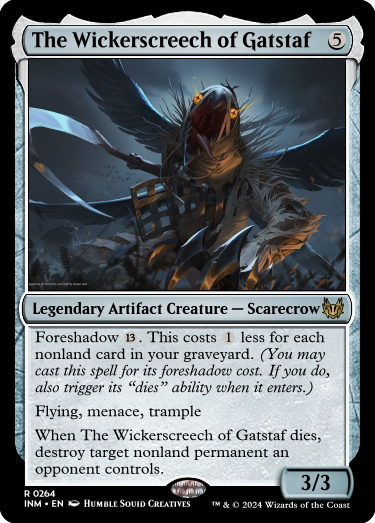 The Wickerscreech of Gatstaf 5
Legendary Artifact Creature — Scarecrow
Foreshadow 13. This costs 1 less for each
nonland card in your graveyard. (You may
cast this spell for its foreshadow cost. If you do,
also trigger its “dies” ability when it enters.)
Flying, menace, trample
When The Wickerscreech of Gatstaf dies,
destroy target nonland permanent an
opponent controls.
3/3
R 0264
INM • EN Humble Souid Creatives ™ & © 2024 Wizards of the Coast